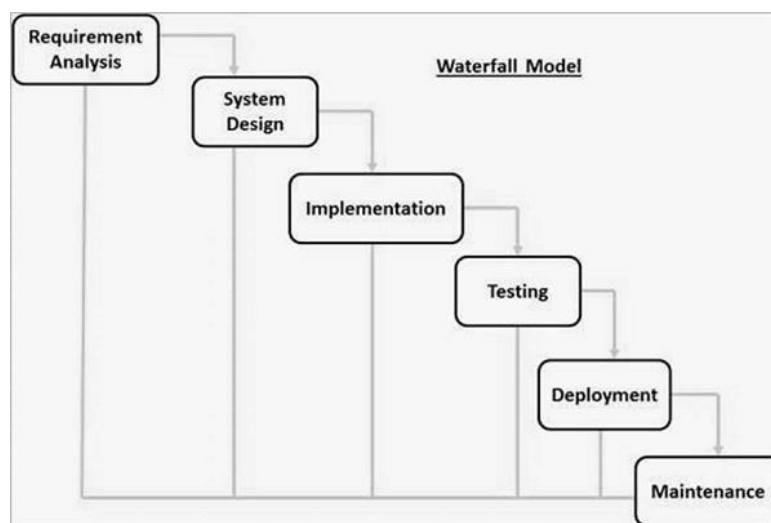 Requirement
Analysis
Waterfall Model
System
Design
Implementation
Testing
Deployment
Maintenance